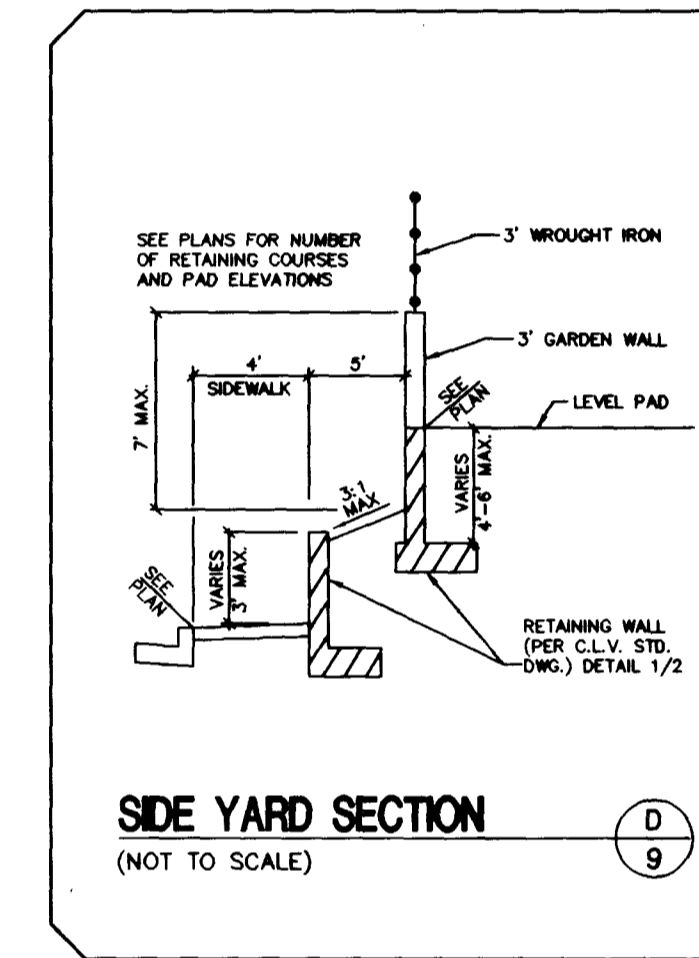 SEE PLANS FOR NUMBER
OF RETAINING COURSES
AND PAD ELEVATIONS
3' WROUGHT IRON
3' GARDEN WALL
4'
SIDEWALK
5'
7' MAX.
SEE
PLAN
LEVEL PAD
VARIES
4'-6" MAX.
3:1
MAX
VARIES
3' MAX.
SEE
PLAN
RETAINING WALL
(PER C.L.V. STD.
DWG.) DETAIL 1/2
SIDE YARD SECTION
(NOT TO SCALE)
D
9